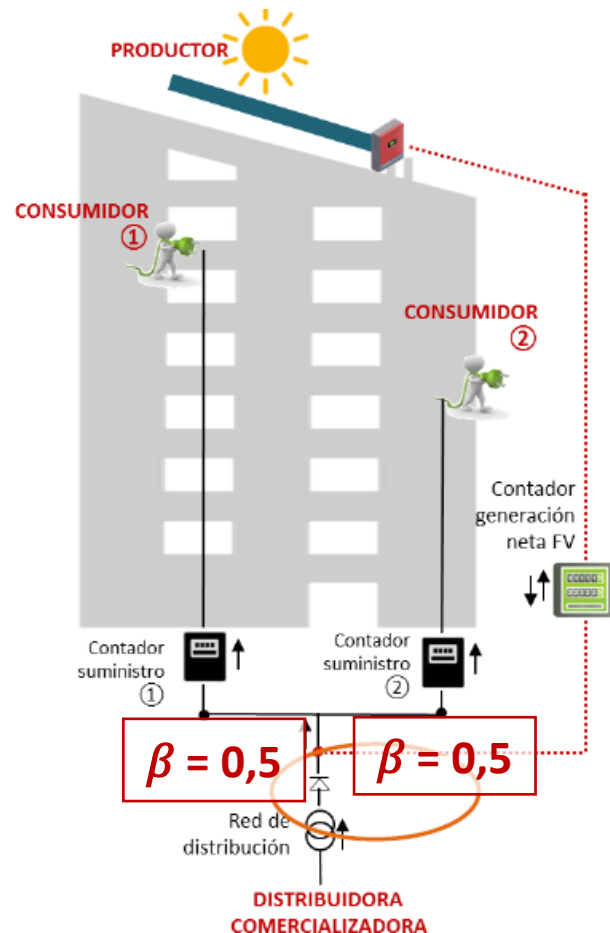 PRODUCTOR
CONSUMIDOR
①
CONSUMIDOR
②
Contador
generación
neta FV
Contador
suministro
①
Contador
suministro
②
β = 0,5
β = 0,5
Red de
distribución
DISTRIBUIDORA
COMERCIALIZADORA